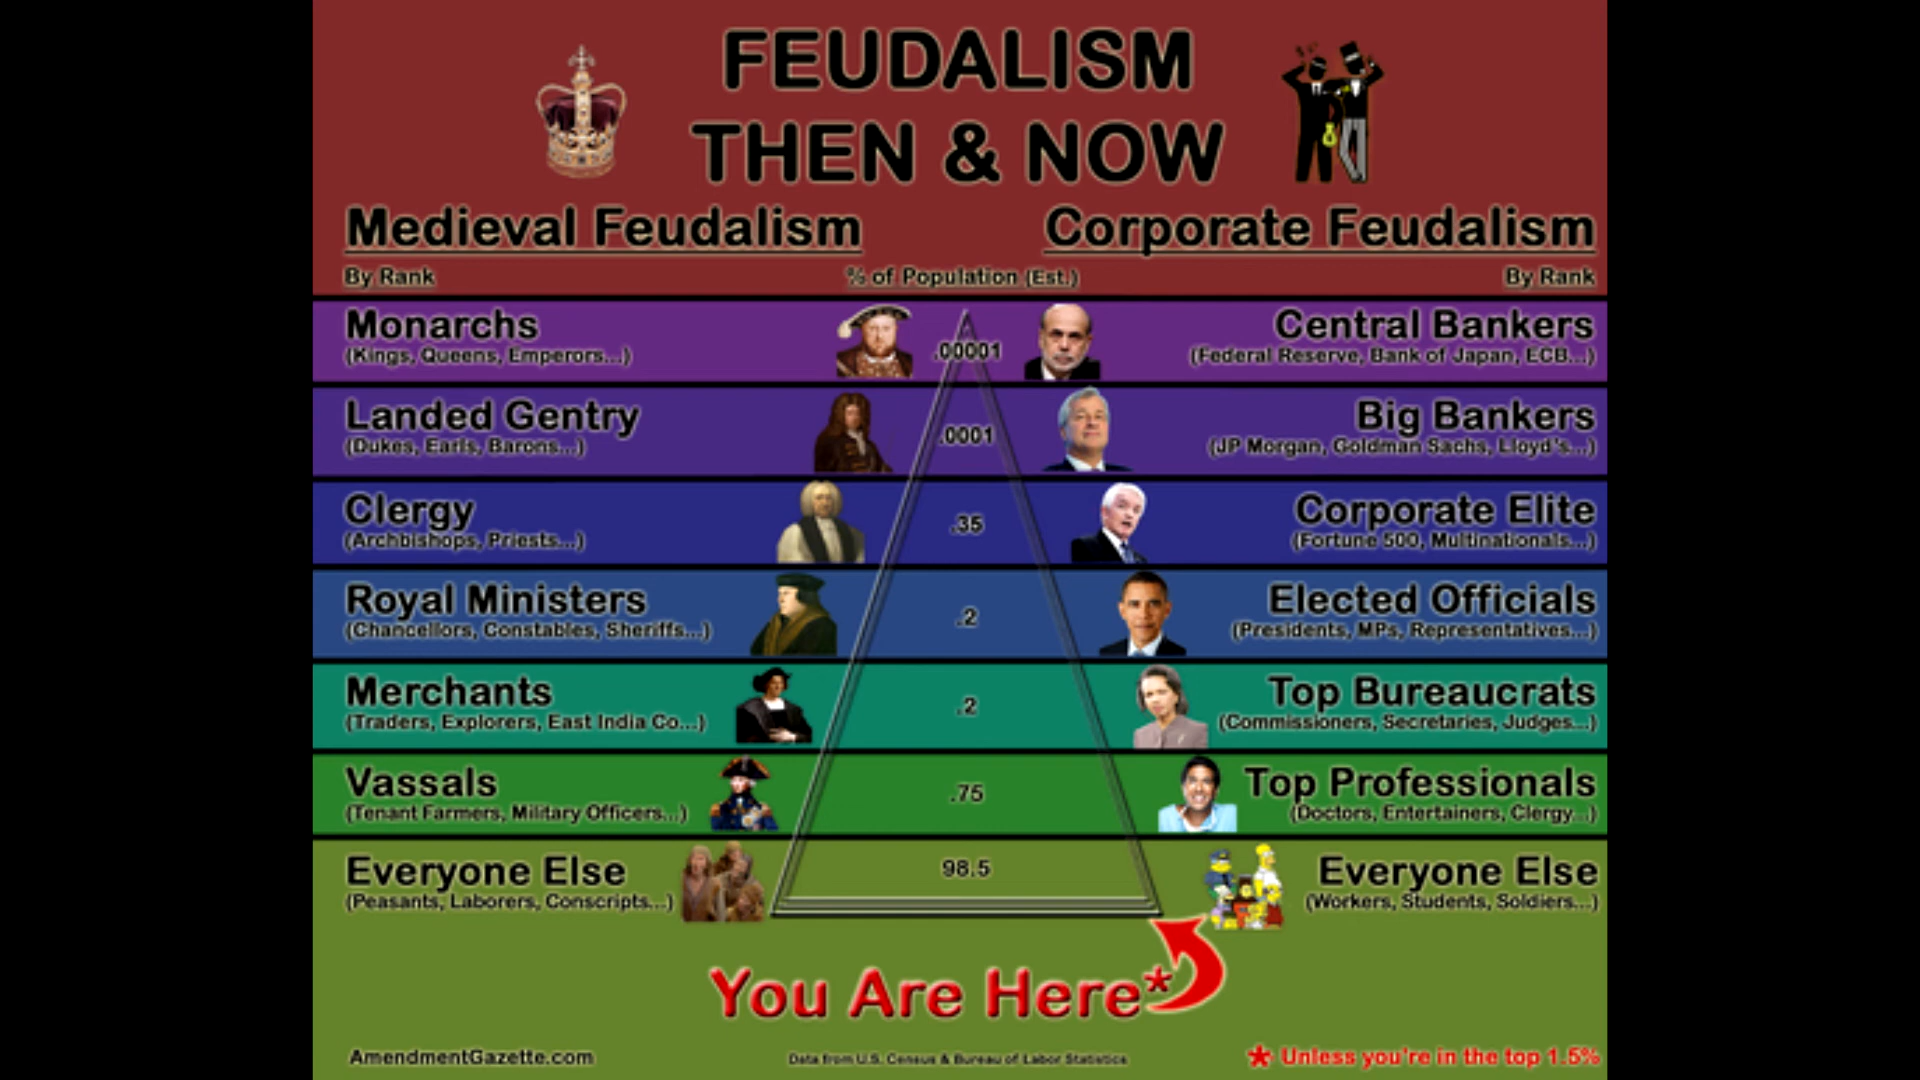 FEUDALISM
THEN & NOW
Medieval Feudalism
Corporate Feudalism
By Rank
% of Population (Est.)
By Rank
Monarchs
(Kings, Queens, Emperors...)
.00001
Central Bankers
(Federal Reserve, Bank of Japan, ECB...)
Landed Gentry
(Dukes, Earls, Barons...)
.0001
Big Bankers
(JP Morgan, Goldman Sachs, Lloyd's...)
Clergy
(Archbishops, Priests...)
.35
Corporate Elite
(Fortune 500, Multinationals...)
Royal Ministers
(Chancellors, Constables, Sheriffs...)
.2
Elected Officials
(Presidents, MPs, Representatives...)
Merchants
(Traders, Explorers, East India Co...)
.2
Top Bureaucrats
(Commissioners, Secretaries, Judges...)
Vassals
(Tenant Farmers, Military Officers...)
.75
Top Professionals
(Doctors, Entertainers, Clergy...)
Everyone Else
(Peasants, Laborers, Conscripts...)
98.5
Everyone Else
(Workers, Students, Soldiers...)
You Are Here*
AmendmentGazette.com
Data from U.S. Census & Bureau of Labor Statistics
* Unless you're in the top 1.5%